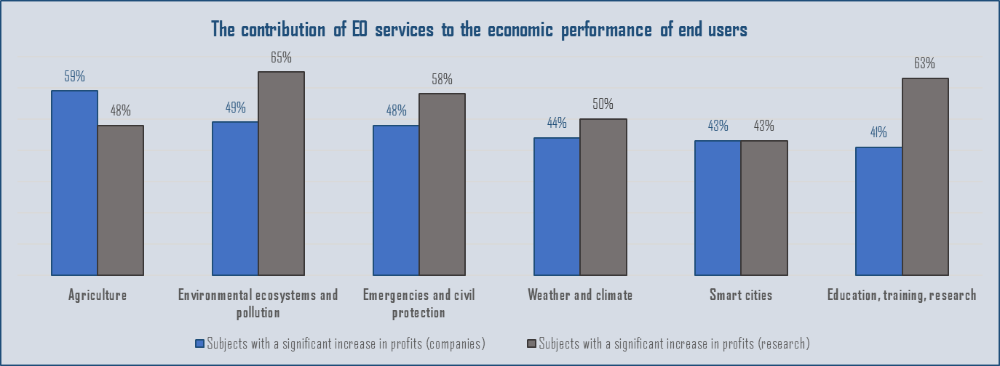 The contribution of EO services to the economic performance of end users
59%
48%
49%
65%
48%
58%
44%
50%
43%
43%
41%
63%
Agriculture
Environmental ecosystems and
pollution
Emergencies and civil
protection
Weather and climate
Smart cities
Education, training, research
Subjects with a significant increase in profits (companies)
Subjects with a significant increase in profits (research)